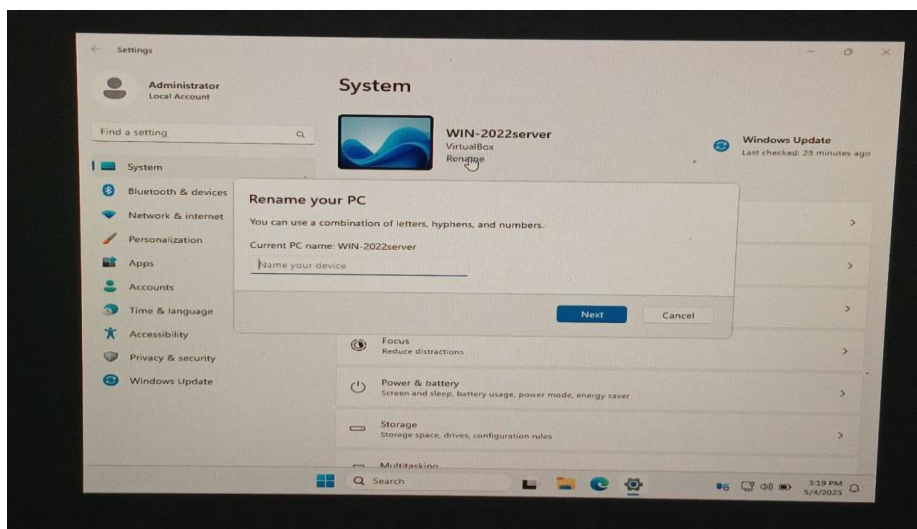 Settings
Administrator
Local Account
Find a setting
System
Bluetooth & devices
Network & internet
Personalization
Apps
Accounts
Time & language
Accessibility
Privacy & security
Windows Update
System
WIN-2022server
VirtualBox
Rename
Windows Update
Last checked: 29 minutes ago
Rename your PC
You can use a combination of letters, hyphens, and numbers.
Current PC name: WIN-2022server
Name your device
Next
Cancel
Focus
Reduce distractions
Power & battery
Screen and sleep, battery usage, power mode, energy saver
Storage
Storage space, drives, configuration rules
Multitasking
Search
3:19 PM
5/4/2025